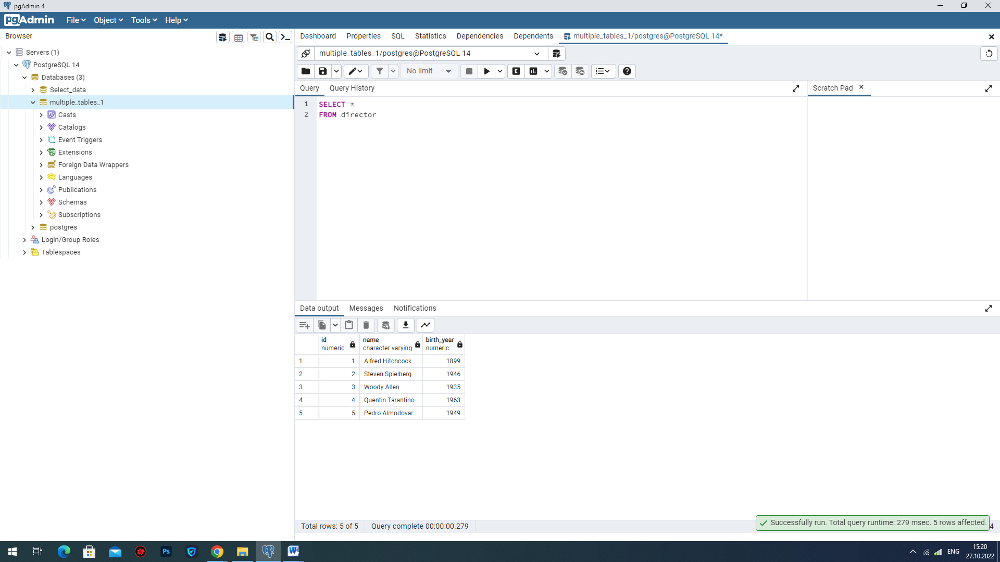 pgAdmin 4
pgAdmin File Object Tools Help
Browser
Servers (1)
PostgreSQL 14
Databases (3)
Select_data
multiple_tables_1
Casts
Catalogs
Event Triggers
Extensions
Foreign Data Wrappers
Languages
Publications
Schemas
Subscriptions
postgres
Login/Group Roles
Tablespaces
Dashboard Properties SQL Statistics Dependencies Dependents multiple_tables_1/postgres@PostgreSQL 14*
multiple_tables_1/postgres@PostgreSQL 14
No limit E
Query Query History
Scratch Pad
1 SELECT *
2 FROM director
Data output Messages Notifications
id name birth_year
numeric character varying numeric
1 1 Alfred Hitchcock 1899
2 2 Steven Spielberg 1946
3 3 Woody Allen 1935
4 4 Quentin Tarantino 1963
5 5 Pedro Almodovar 1949
Total rows: 5 of 5 Query complete 00:00:00.279
Successfully run. Total query runtime: 279 msec. 5 rows affected. 4
Ps W ENG 15:20
27.10.2022